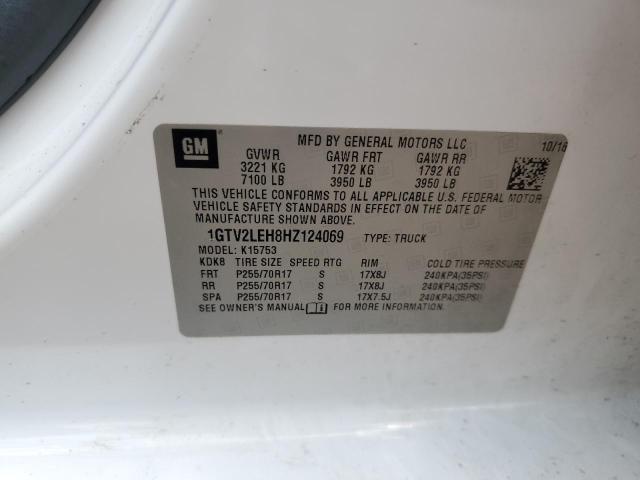 GM
MFD BY GENERAL MOTORS LLC
10/16
GVWR GAWR FRT GAWR RR
3221 KG 1792 KG 1792 KG
7100 LB 3950 LB 3950 LB
THIS VEHICLE CONFORMS TO ALL APPLICABLE U.S. FEDERAL MOTOR
VEHICLE SAFETY STANDARDS IN EFFECT ON THE DATE OF
MANUFACTURE SHOWN ABOVE.
1GTV2LEH8HZ124069 TYPE: TRUCK
MODEL: K15753
KDK8 TIRE SIZE SPEED RTG RIM COLD TIRE PRESSURE
FRT P255/70R17 S 17X8J 240KPA(35PSI)
RR P255/70R17 S 17X8J 240KPA(35PSI)
SPA P255/70R17 S 17X7.5J 240KPA(35PSI)
SEE OWNER'S MANUAL FOR MORE INFORMATION.